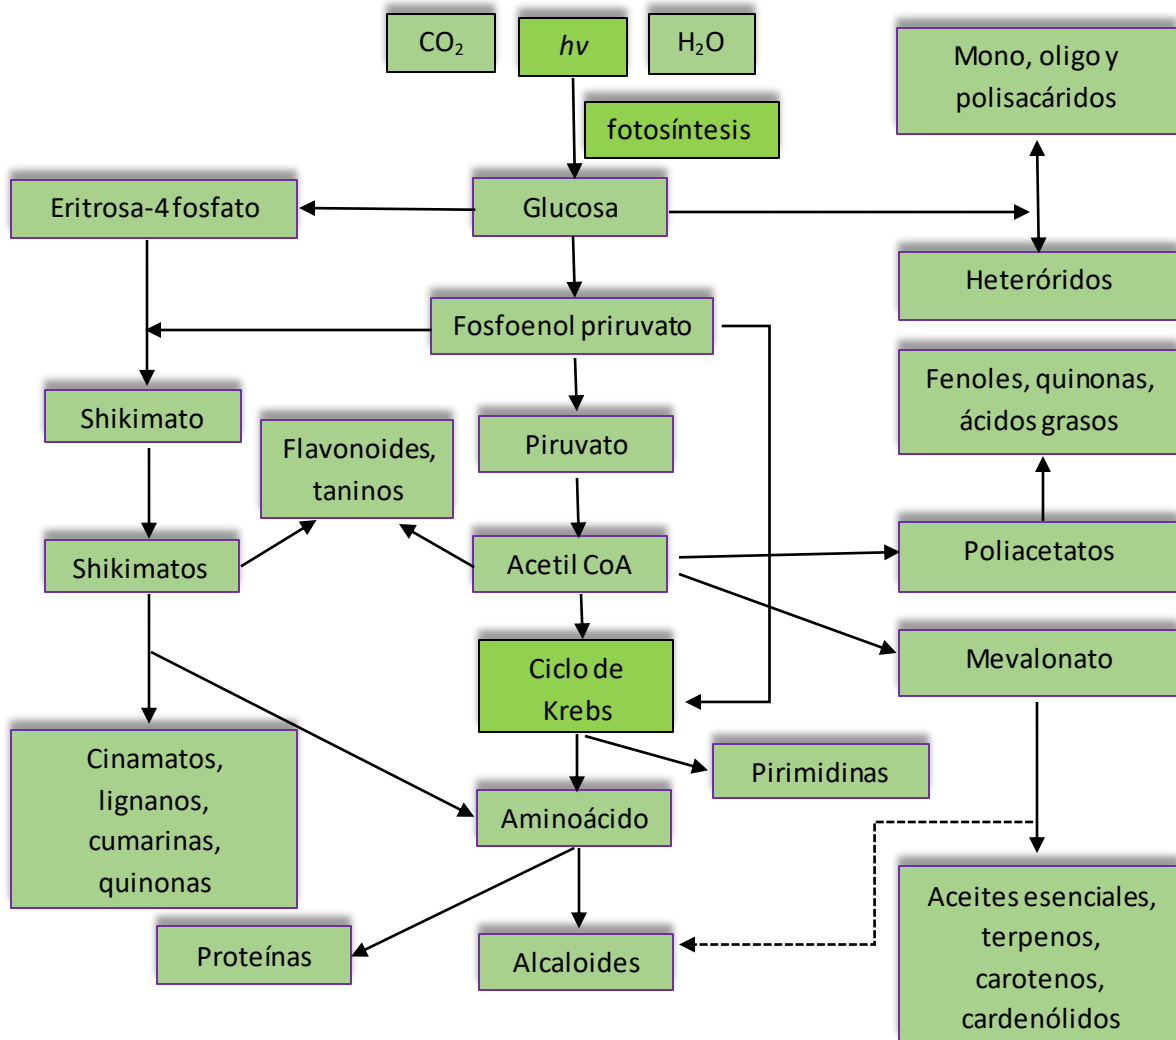 CO₂
hv
H₂O
Mono, oligo y
polisacáridos
fotosíntesis
Eritrosa-4 fosfato
Glucosa
Heteróridos
Fosfoenol priruvato
Fenoles, quinonas,
ácidos grasos
Shikimato
Flavonoides,
taninos
Piruvato
Shikimatos
Acetil CoA
Poliacetatos
Ciclo de
Krebs
Mevalonato
Cinamatos,
lignanos,
cumarinas,
quinonas
Pirimidinas
Aminoácido
Aceites esenciales,
terpenos,
carotenos,
cardenólidos
Proteínas
Alcaloides